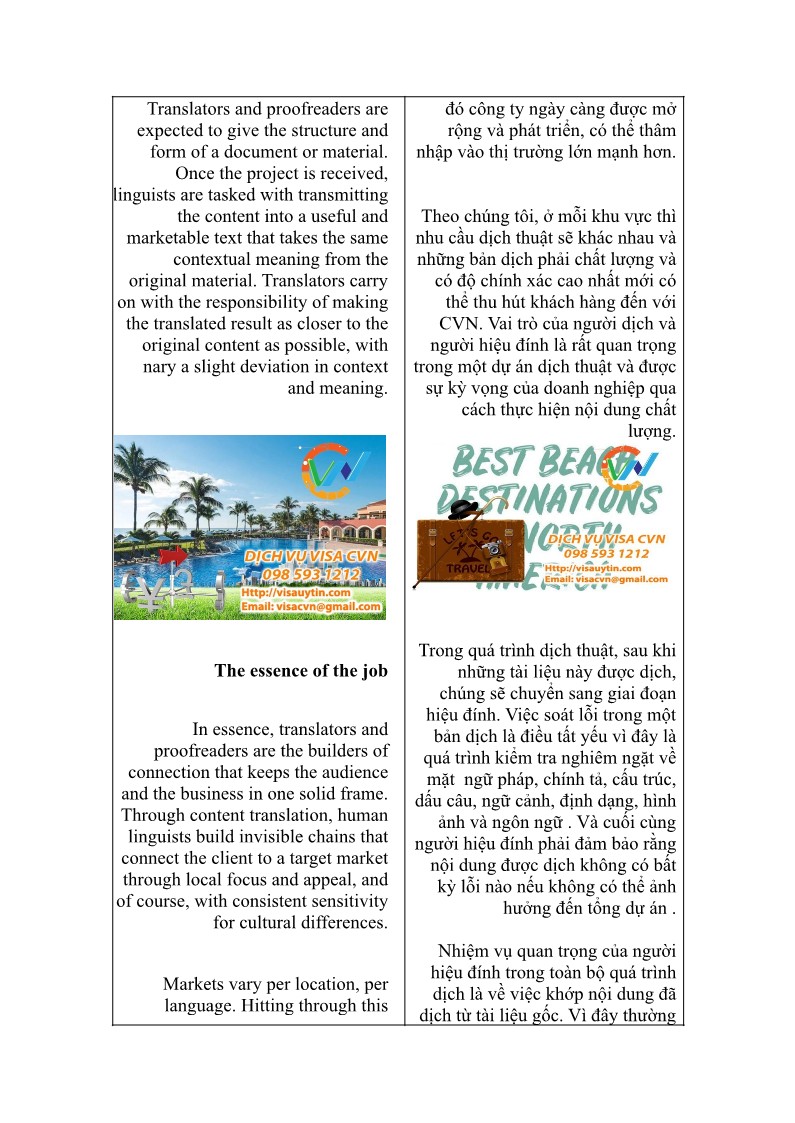 Translators and proofreaders are
expected to give the structure and
form of a document or material.
Once the project is received,
linguists are tasked with transmitting
the content into a useful and
marketable text that takes the same
contextual meaning from the
original material. Translators carry
on with the responsibility of making
the translated result as closer to the
original content as possible, with
nary a slight deviation in context
and meaning.
DỊCH VỤ VISA CVN
098 593 1212
Http://visauytin.com
Email: visacvn@gmail.com
The essence of the job
In essence, translators and
proofreaders are the builders of
connection that keeps the audience
and the business in one solid frame.
Through content translation, human
linguists build invisible chains that
connect the client to a target market
through local focus and appeal, and
of course, with consistent sensitivity
for cultural differences.
Markets vary per location, per
language. Hitting through this
đó công ty ngày càng được mở
rộng và phát triển, có thể thâm
nhập vào thị trường lớn mạnh hơn.
Theo chúng tôi, ở mỗi khu vực thì
nhu cầu dịch thuật sẽ khác nhau và
những bản dịch phải chất lượng và
có độ chính xác cao nhất mới có
thể thu hút khách hàng đến với
CVN. Vai trò của người dịch và
người hiệu đính là rất quan trọng
trong một dự án dịch thuật và được
sự kỳ vọng của doanh nghiệp qua
cách thực hiện nội dung chất
lượng.
BEST BEACH
DESTINATIONS
NORTH
LET'S GO
TRAVEL
DỊCH VỤ VISA CVN
098 593 1212
Http://visauytin.com
Email: visacvn@gmail.com
Trong quá trình dịch thuật, sau khi
những tài liệu này được dịch,
chúng sẽ chuyển sang giai đoạn
hiệu đính. Việc soát lỗi trong một
bản dịch là điều tất yếu vì đây là
quá trình kiểm tra nghiêm ngặt về
mặt  ngữ pháp, chính tả, cấu trúc,
dấu câu, ngữ cảnh, định dạng, hình
ảnh và ngôn ngữ . Và cuối cùng
người hiệu đính phải đảm bảo rằng
nội dung được dịch không có bất
kỳ lỗi nào nếu không có thể ảnh
hưởng đến tổng dự án .
Nhiệm vụ quan trọng của người
hiệu đính trong toàn bộ quá trình
dịch là về việc khớp nội dung đã
dịch từ tài liệu gốc. Vì đây thường